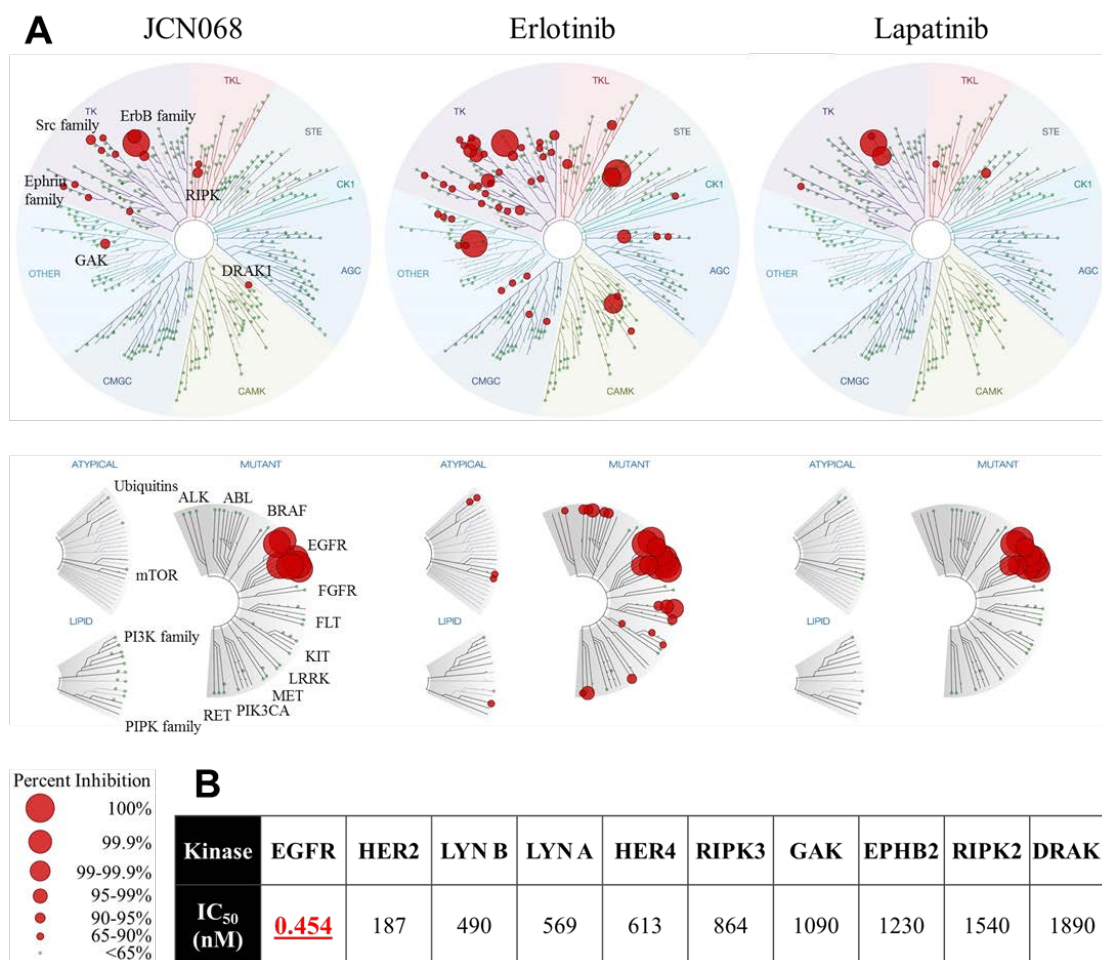 A
JCN068
Erlotinib
Lapatinib
TKL
TK
ErbB family
Src family
STE
Ephrin
family
RIPK
CK1
GAK
OTHER
DRAK1
AGC
CMGC
CAMK
TKL
TK
STE
CK1
OTHER
AGC
CMGC
CAMK
TKL
TK
STE
CK1
OTHER
AGC
CMGC
CAMK
ATYPICAL
MUTANT
Ubiquitins
ALK
ABL
BRAF
EGFR
mTOR
FGFR
LIPID
FLT
PI3K family
KIT
LRRK
MET
PIK3CA
RET
PIPK family
ATYPICAL
MUTANT
LIPID
ATYPICAL
MUTANT
LIPID
Percent Inhibition
100%
99.9%
99-99.9%
95-99%
90-95%
65-90%
<65%
B
Kinase EGFR HER2 LYN B LYN A HER4 RIPK3 GAK EPHB2 RIPK2 DRAK
IC50 (nM) 0.454 187 490 569 613 864 1090 1230 1540 1890